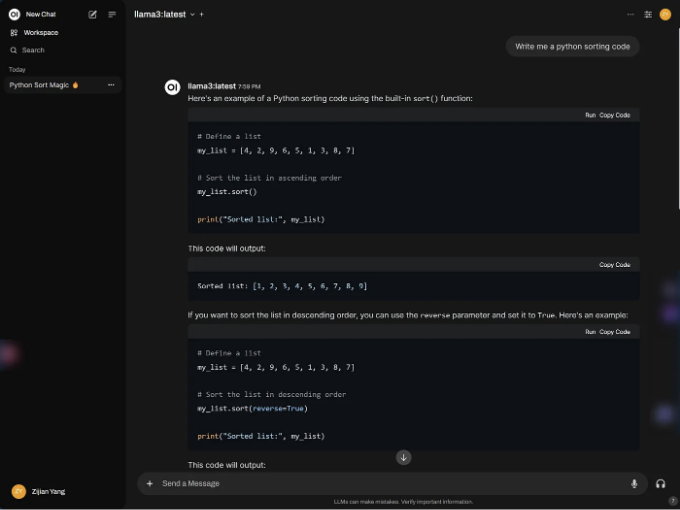 OI New Chat
Workspace
Search
Today
Python Sort Magic
llama3:latest
ZY
Write me a python sorting code
OI llama3:latest 7:59 PM
Here's an example of a Python sorting code using the built-in sort() function:
Run Copy Code
# Define a list
my_list = [4, 2, 9, 6, 5, 1, 3, 8, 7]
# Sort the list in ascending order
my_list.sort()
print("Sorted list:", my_list)
This code will output:
Copy Code
Sorted list: [1, 2, 3, 4, 5, 6, 7, 8, 9]
If you want to sort the list in descending order, you can use the reverse parameter and set it to True. Here's an example:
Run Copy Code
# Define a list
my_list = [4, 2, 9, 6, 5, 1, 3, 8, 7]
# Sort the list in descending order
my_list.sort(reverse=True)
print("Sorted list:", my_list)
This code will output:
Send a Message
ZY Zijian Yang
LLMs can make mistakes. Verify important information.
?